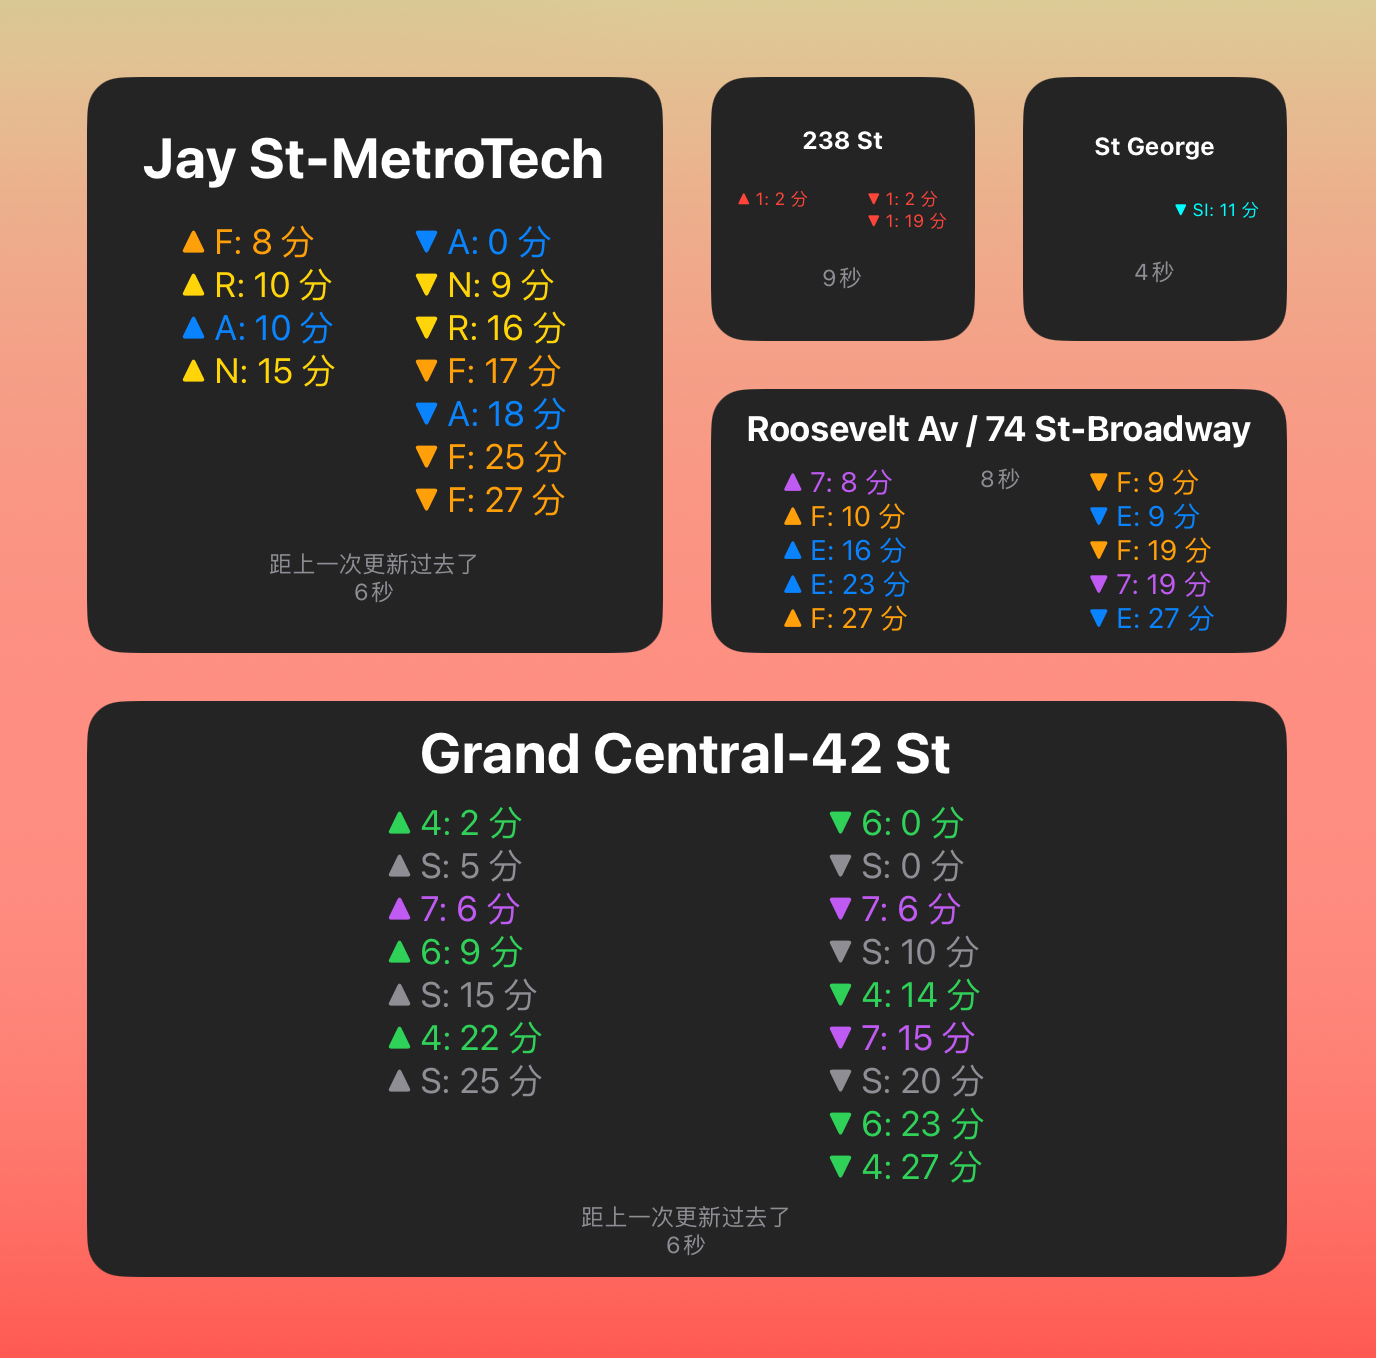 Jay St-MetroTech
▲ F: 8 分
▲ R: 10 分
▲ A: 10 分
▲ N: 15 分
▼ A: 0 分
▼ N: 9 分
▼ R: 16 分
▼ F: 17 分
▼ A: 18 分
▼ F: 25 分
▼ F: 27 分
距上一次更新过去了
6秒
238 St
▲ 1: 2 分
▼ 1: 2 分
▼ 1: 19 分
9秒
St George
▼ SI: 11 分
4秒
Roosevelt Av / 74 St-Broadway
▲ 7: 8 分
▲ F: 10 分
▲ E: 16 分
▲ E: 23 分
▲ F: 27 分
8秒
▼ F: 9 分
▼ E: 9 分
▼ F: 19 分
▼ 7: 19 分
▼ E: 27 分
Grand Central-42 St
▲ 4: 2 分
▲ S: 5 分
▲ 7: 6 分
▲ 6: 9 分
▲ S: 15 分
▲ 4: 22 分
▲ S: 25 分
▼ 6: 0 分
▼ S: 0 分
▼ 7: 6 分
▼ S: 10 分
▼ 4: 14 分
▼ 7: 15 分
▼ S: 20 分
▼ 6: 23 分
▼ 4: 27 分
距上一次更新过去了
6秒